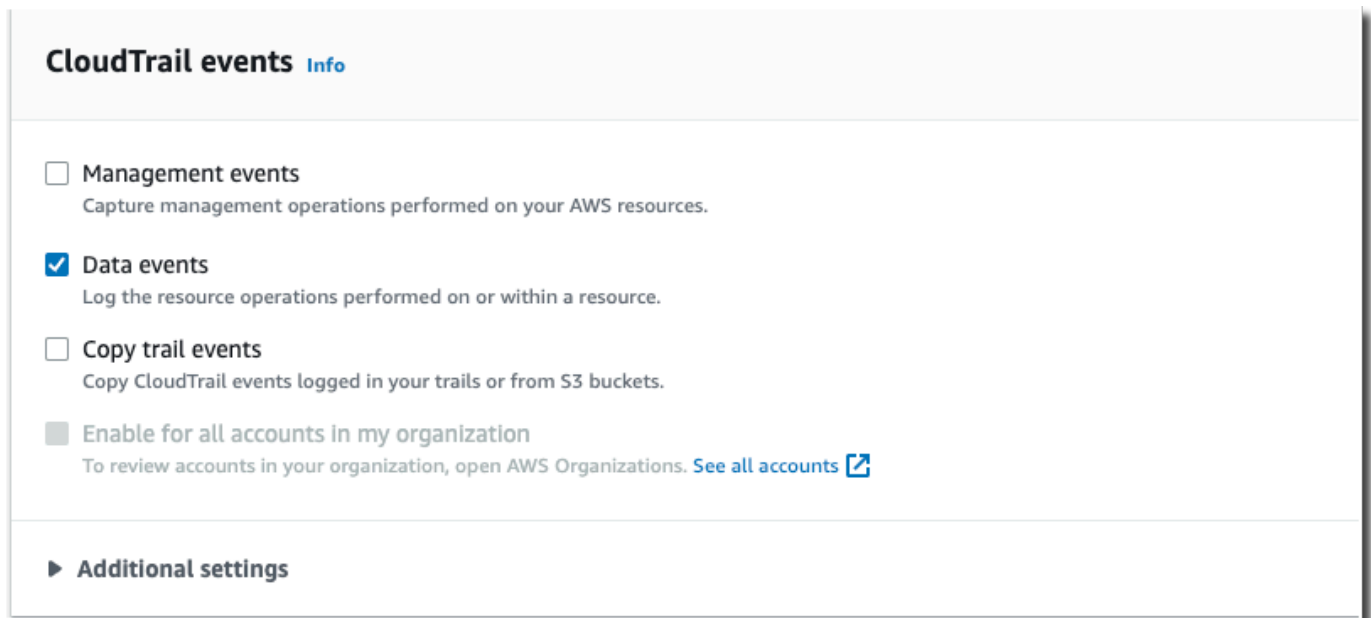 CloudTrail events Info
Management events
Capture management operations performed on your AWS resources.
Data events
Log the resource operations performed on or within a resource.
Copy trail events
Copy CloudTrail events logged in your trails or from S3 buckets.
Enable for all accounts in my organization
To review accounts in your organization, open AWS Organizations. See all accounts
Additional settings